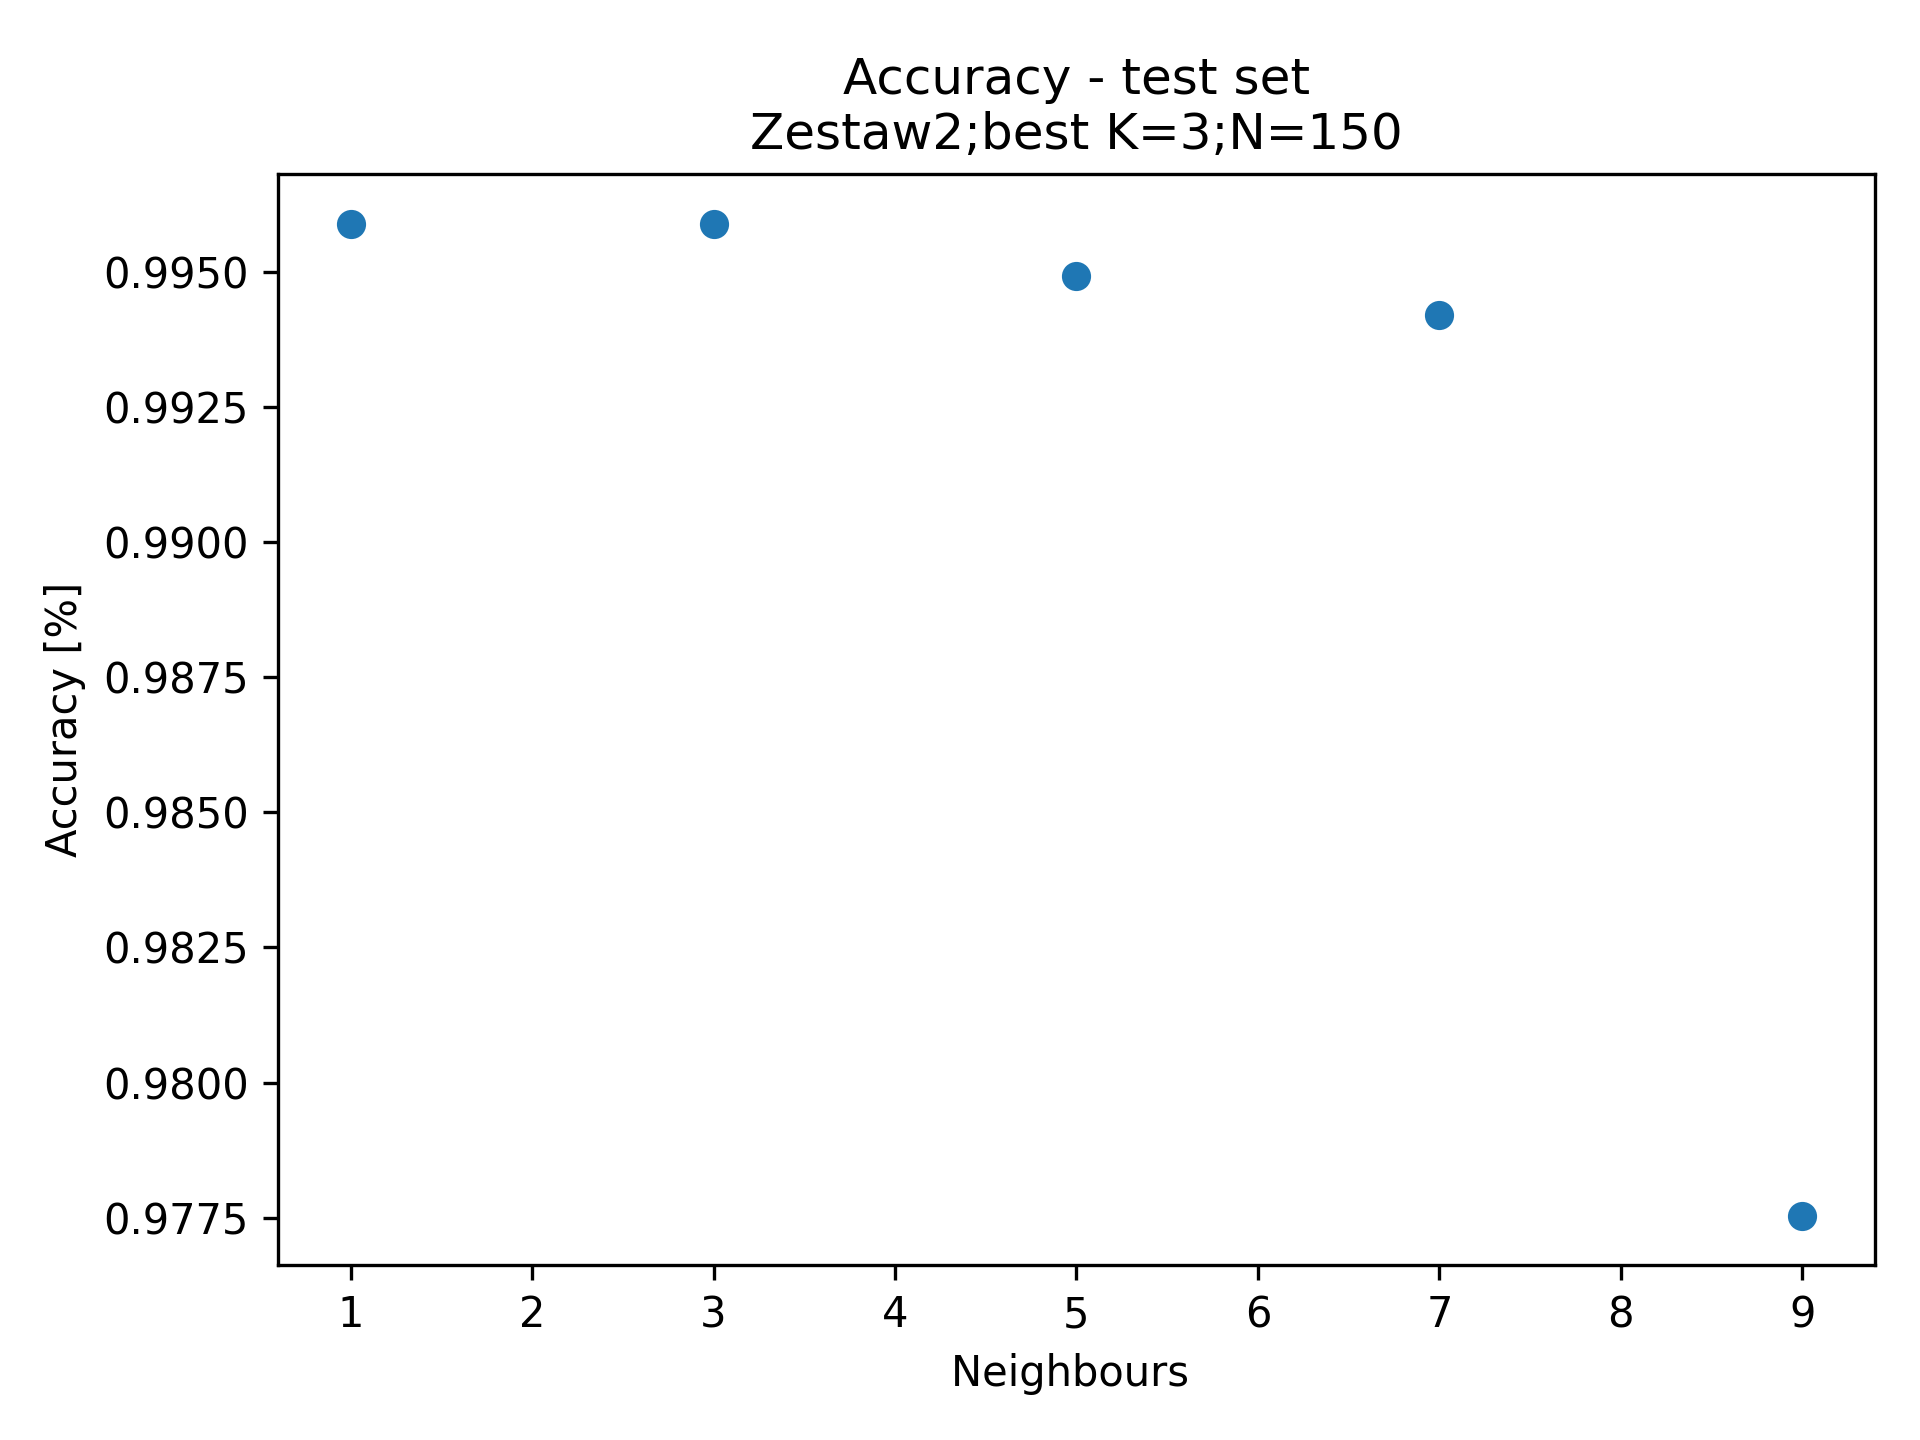 Accuracy - test set
Zestaw2;best K=3;N=150
Accuracy [%]
0.9950
0.9925
0.9900
0.9875
0.9850
0.9825
0.9800
0.9775
1 2 3 4 5 6 7 8 9
Neighbours